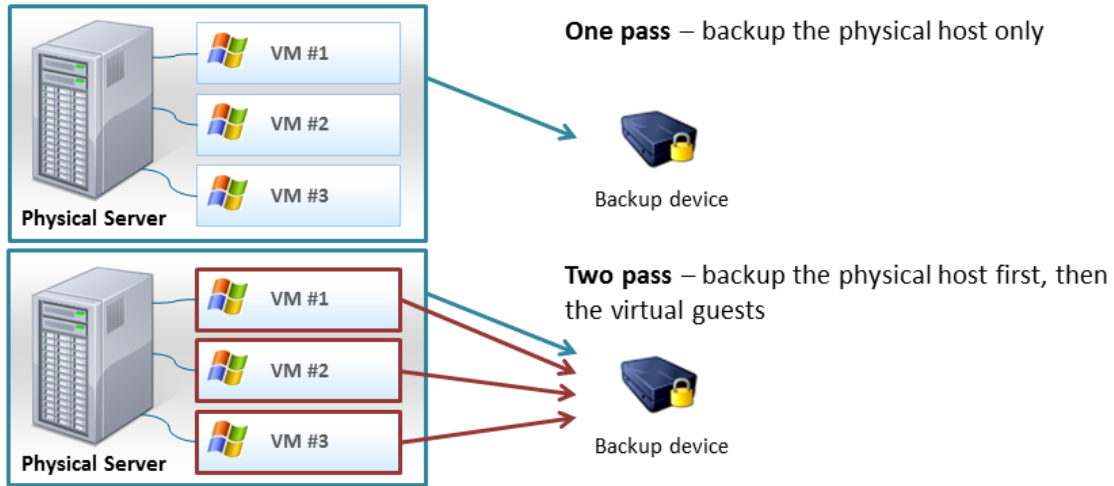 VM #1
One pass – backup the physical host only
VM #2
VM #3
Backup device
Physical Server
VM #1
Two pass – backup the physical host first, then
the virtual guests
VM #2
VM #3
Backup device
Physical Server